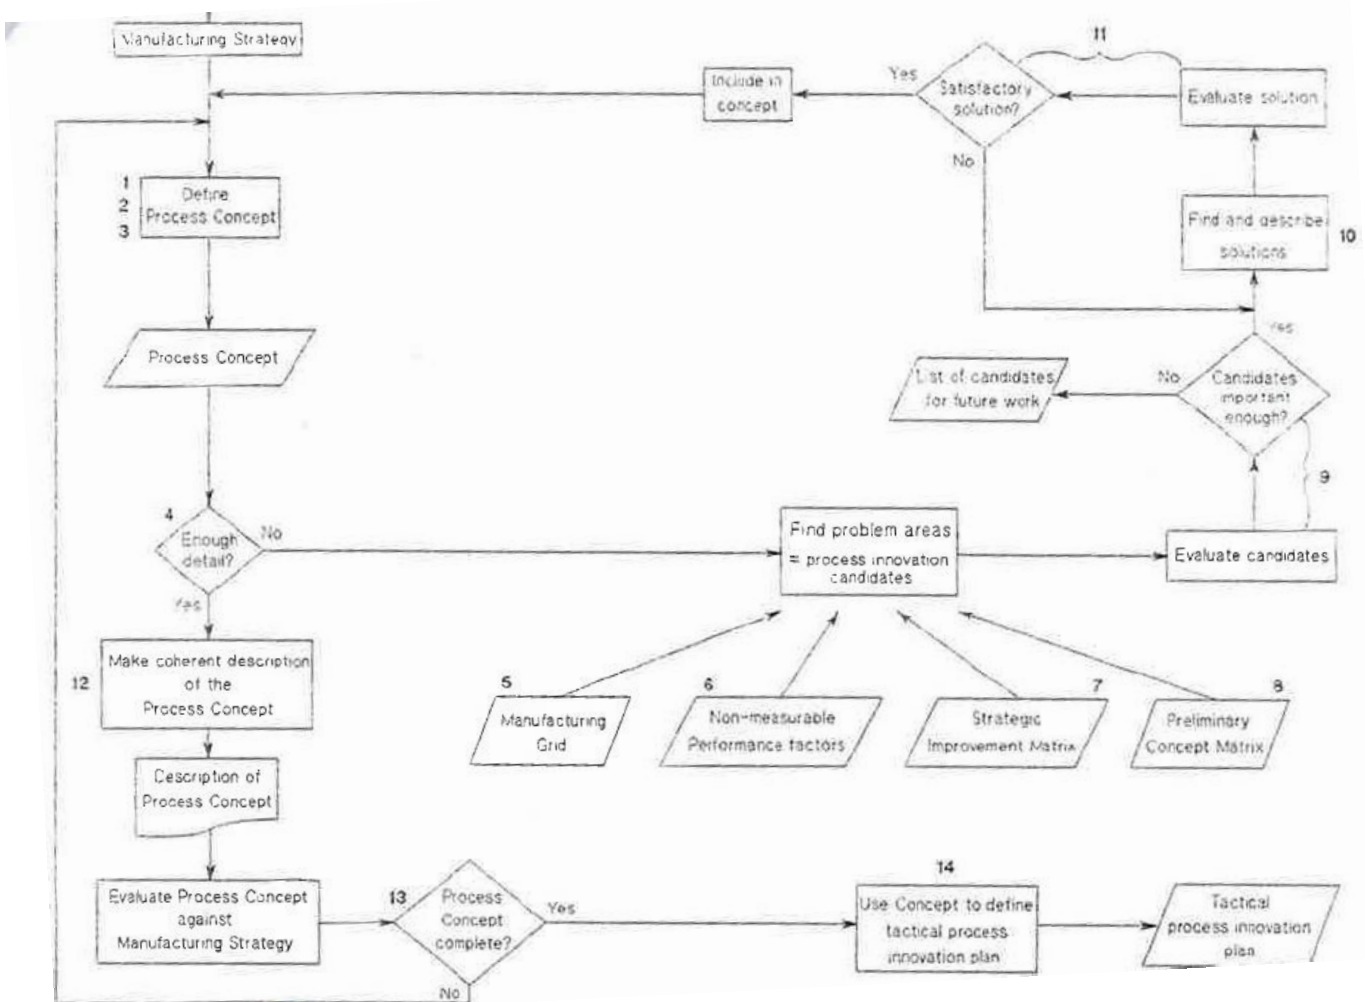 Manufacturing Strategy
11
Satisfactory
solution?
Yes
No
Include in
concept
Evaluate solution
1
2
3
Define
Process Concept
Find and describe
solutions
10
Process Concept
Yes
Candidates
important
enough?
No
List of candidates
for future work
9
4
Enough
detail?
No
Yes
Find problem areas
= process innovation
candidates
Evaluate candidates
12
Make coherent description
of the
Process Concept
5
Manufacturing
Grid
6
Non-measurable
Performance factors
7
Strategic
Improvement Matrix
8
Preliminary
Concept Matrix
Description of
Process Concept
Evaluate Process Concept
against
Manufacturing Strategy
13
Process
Concept
complete?
Yes
No
14
Use Concept to define
tactical process
innovation plan
Tactical
process innovation
plan